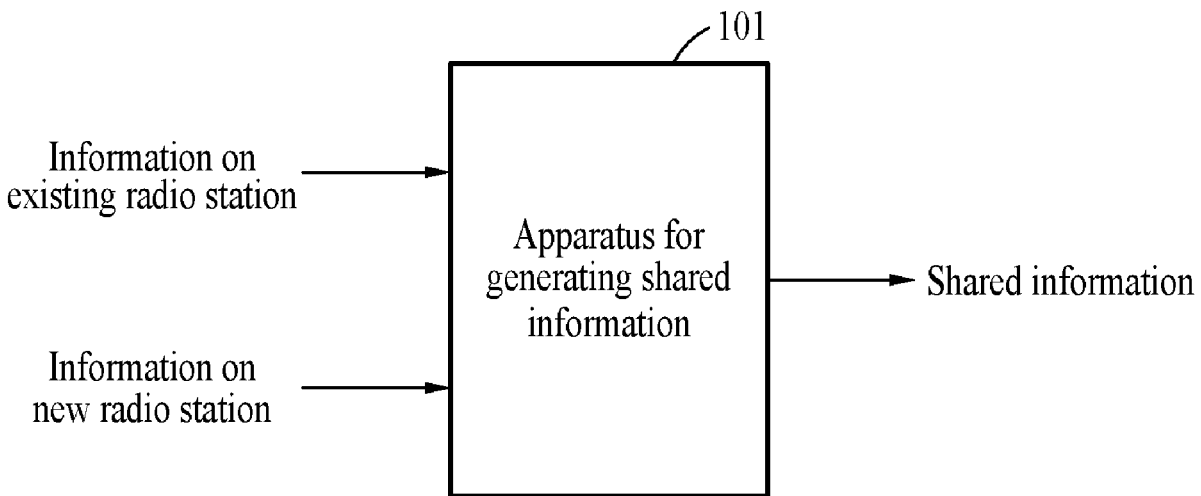 101
Information on
existing radio station
Apparatus for
generating shared
information
Shared information
Information on
new radio station